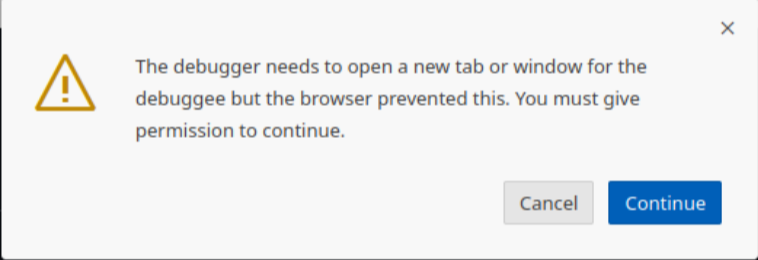 The debugger needs to open a new tab or window for the
debuggee but the browser prevented this. You must give
permission to continue.
Cancel
Continue